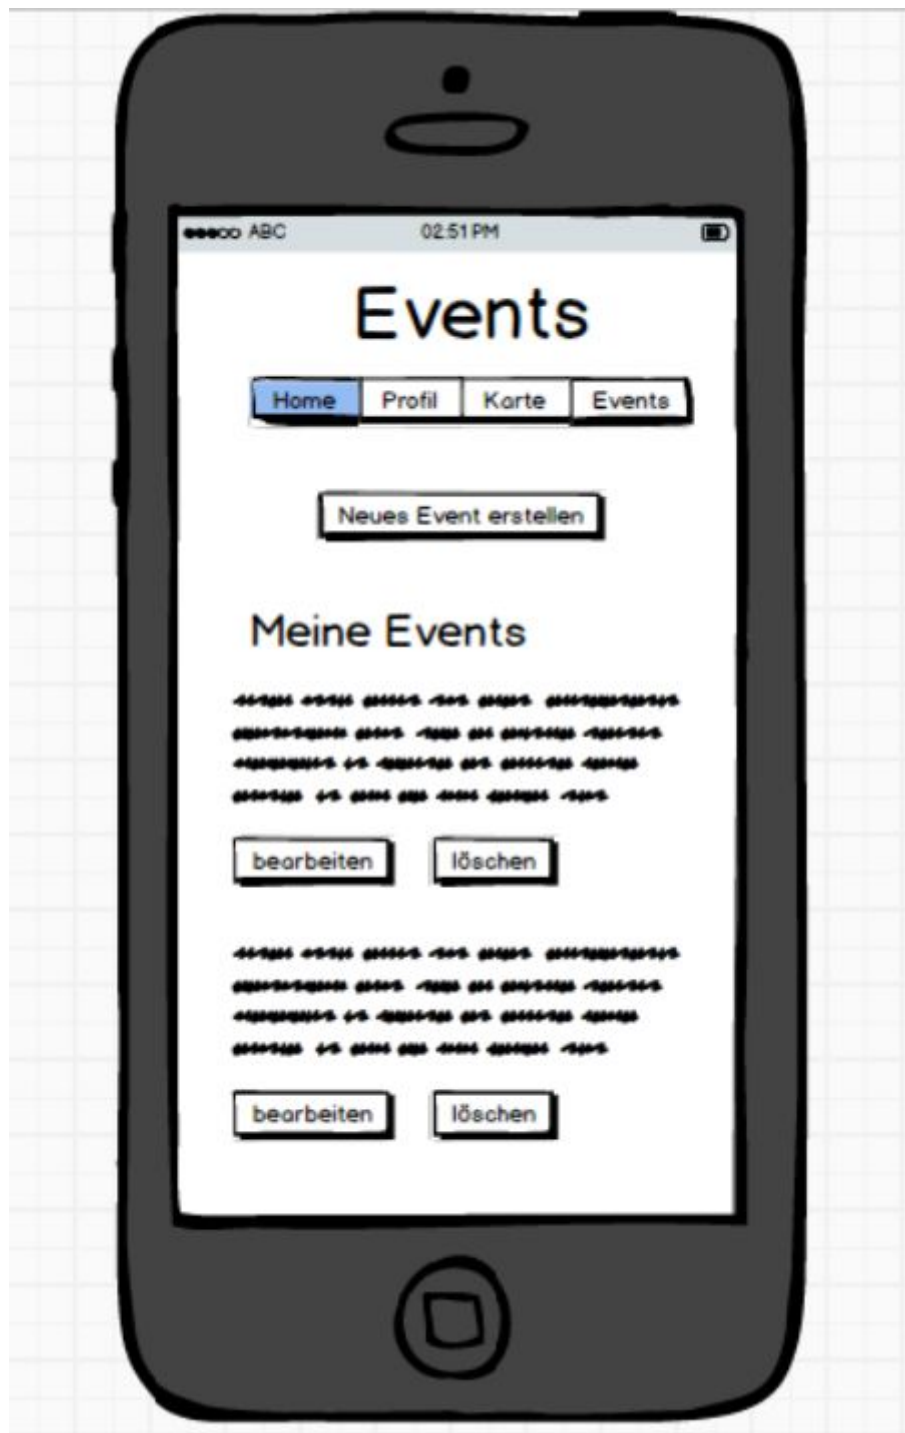 ABC 02:51 PM
Events
Home Profil Karte Events
Neues Event erstellen
Meine Events
bearbeiten löschen
bearbeiten löschen